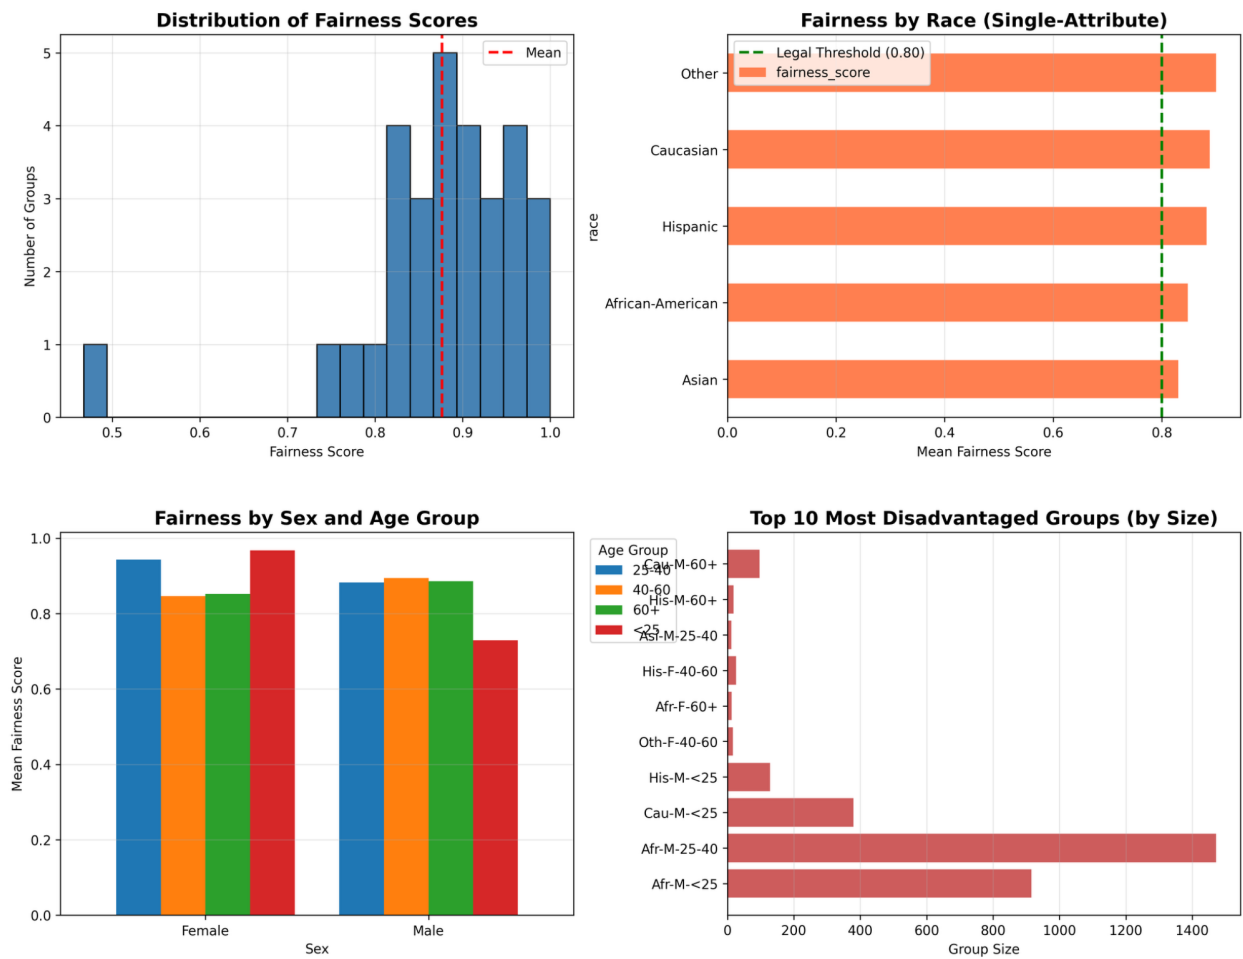 Distribution of Fairness Scores
Number of Groups
5
4
3
2
1
0
Mean
0.5 0.6 0.7 0.8 0.9 1.0
Fairness Score
Fairness by Race (Single-Attribute)
race
Legal Threshold (0.80)
fairness_score
Other
Caucasian
Hispanic
African-American
Asian
0.0 0.2 0.4 0.6 0.8
Mean Fairness Score
Fairness by Sex and Age Group
Mean Fairness Score
1.0
0.8
0.6
0.4
0.2
0.0
Female Male
Sex
Age Group
25-40
40-60
60+
<25
Top 10 Most Disadvantaged Groups (by Size)
Cau-M-60+
His-M-60+
Asi-M-25-40
His-F-40-60
Afr-F-60+
Oth-F-40-60
His-M-<25
Cau-M-<25
Afr-M-25-40
Afr-M-<25
0 200 400 600 800 1000 1200 1400
Group Size